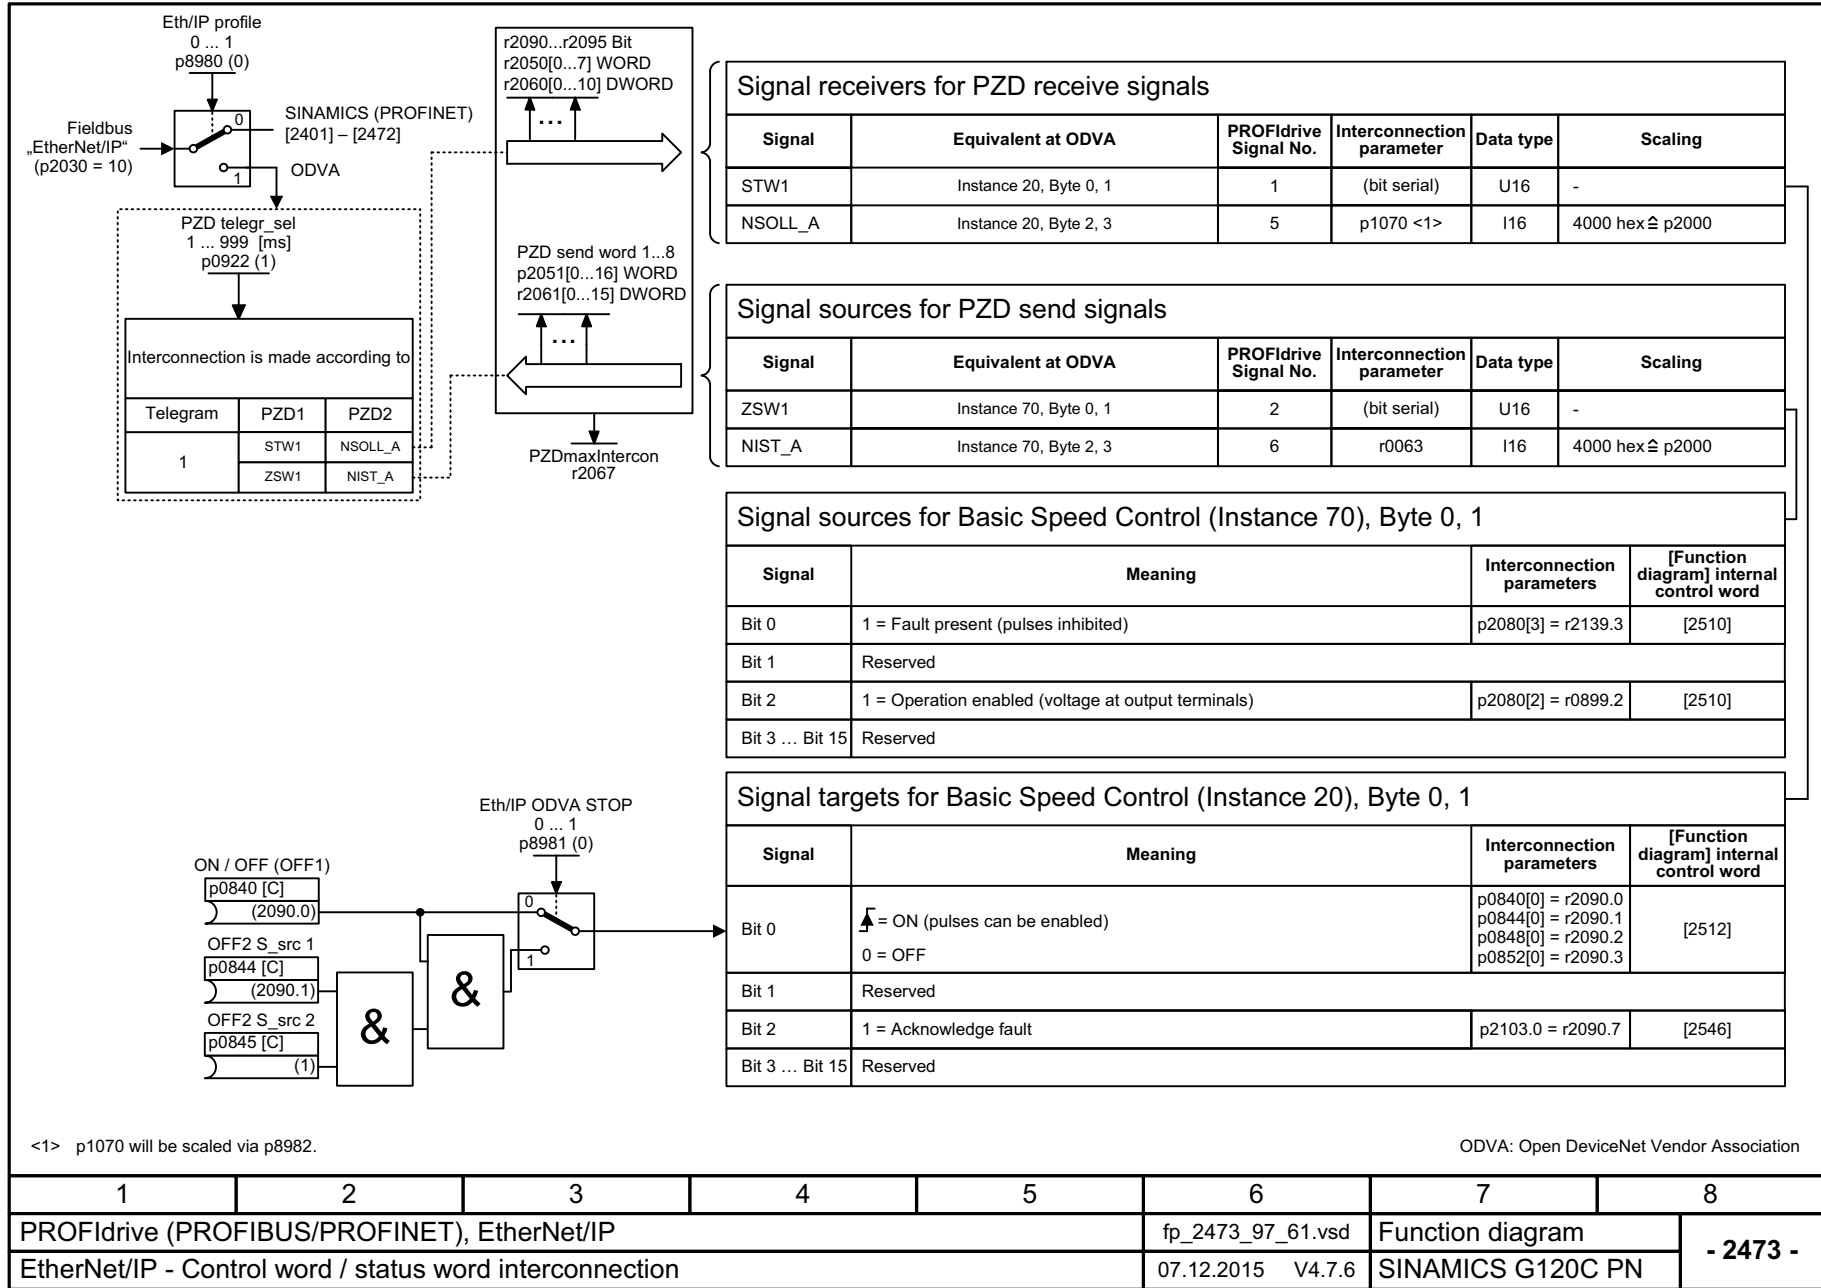 Eth/IP profile
0 ... 1
p8980 (0)
Fieldbus
„EtherNet/IP“
(p2030 = 10)
0
1
SINAMICS (PROFINET)
[2401] – [2472]
ODVA
PZD telegr_sel
1 ... 999 [ms]
p0922 (1)
Interconnection is made according to
Telegram PZD1 PZD2
1 STW1 NSOLL_A
ZSW1 NIST_A
r2090...r2095 Bit
r2050[0...7] WORD
r2060[0...10] DWORD
...
PZD send word 1...8
p2051[0...16] WORD
r2061[0...15] DWORD
...
PZDmaxIntercon
r2067
Signal receivers for PZD receive signals
Signal Equivalent at ODVA PROFIdrive Signal No. Interconnection parameter Data type Scaling
STW1 Instance 20, Byte 0, 1 1 (bit serial) U16 -
NSOLL_A Instance 20, Byte 2, 3 5 p1070 <1> I16 4000 hex ≙ p2000
Signal sources for PZD send signals
Signal Equivalent at ODVA PROFIdrive Signal No. Interconnection parameter Data type Scaling
ZSW1 Instance 70, Byte 0, 1 2 (bit serial) U16 -
NIST_A Instance 70, Byte 2, 3 6 r0063 I16 4000 hex ≙ p2000
Signal sources for Basic Speed Control (Instance 70), Byte 0, 1
Signal Meaning Interconnection parameters [Function diagram] internal control word
Bit 0 1 = Fault present (pulses inhibited) p2080[3] = r2139.3 [2510]
Bit 1 Reserved
Bit 2 1 = Operation enabled (voltage at output terminals) p2080[2] = r0899.2 [2510]
Bit 3 … Bit 15 Reserved
Signal targets for Basic Speed Control (Instance 20), Byte 0, 1
Signal Meaning Interconnection parameters [Function diagram] internal control word
Bit 0 = ON (pulses can be enabled)
0 = OFF
p0840[0] = r2090.0
p0844[0] = r2090.1
p0848[0] = r2090.2
p0852[0] = r2090.3
[2512]
Bit 1 Reserved
Bit 2 1 = Acknowledge fault p2103.0 = r2090.7 [2546]
Bit 3 … Bit 15 Reserved
Eth/IP ODVA STOP
0 ... 1
p8981 (0)
0
1
ON / OFF (OFF1)
p0840 [C]
(2090.0)
OFF2 S_src 1
p0844 [C]
(2090.1)
OFF2 S_src 2
p0845 [C]
(1)
&
&
<1> p1070 will be scaled via p8982.
ODVA: Open DeviceNet Vendor Association
1 2 3 4 5 6 7 8
PROFIdrive (PROFIBUS/PROFINET), EtherNet/IP fp_2473_97_61.vsd Function diagram
- 2473 -
EtherNet/IP - Control word / status word interconnection 07.12.2015 V4.7.6 SINAMICS G120C PN